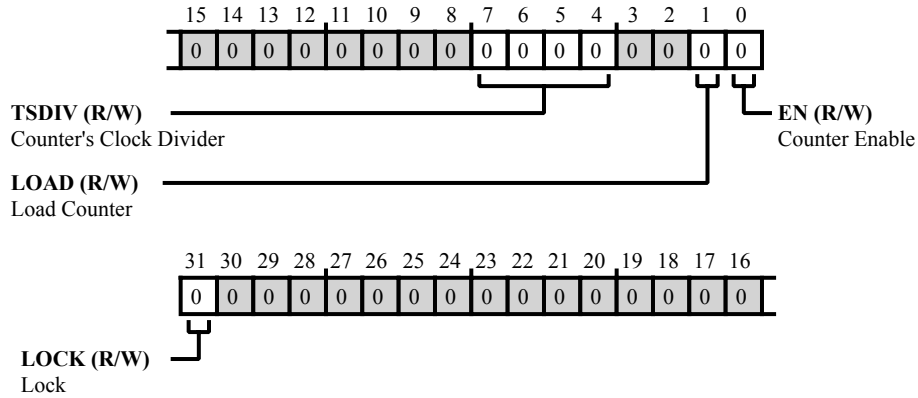 15 14 13 12 11 10 9 8 7 6 5 4 3 2 1 0
0 0 0 0 0 0 0 0 0 0 0 0 0 0 0 0
TSDIV (R/W)
Counter's Clock Divider
EN (R/W)
Counter Enable
LOAD (R/W)
Load Counter
31 30 29 28 27 26 25 24 23 22 21 20 19 18 17 16
0 0 0 0 0 0 0 0 0 0 0 0 0 0 0 0
LOCK (R/W)
Lock